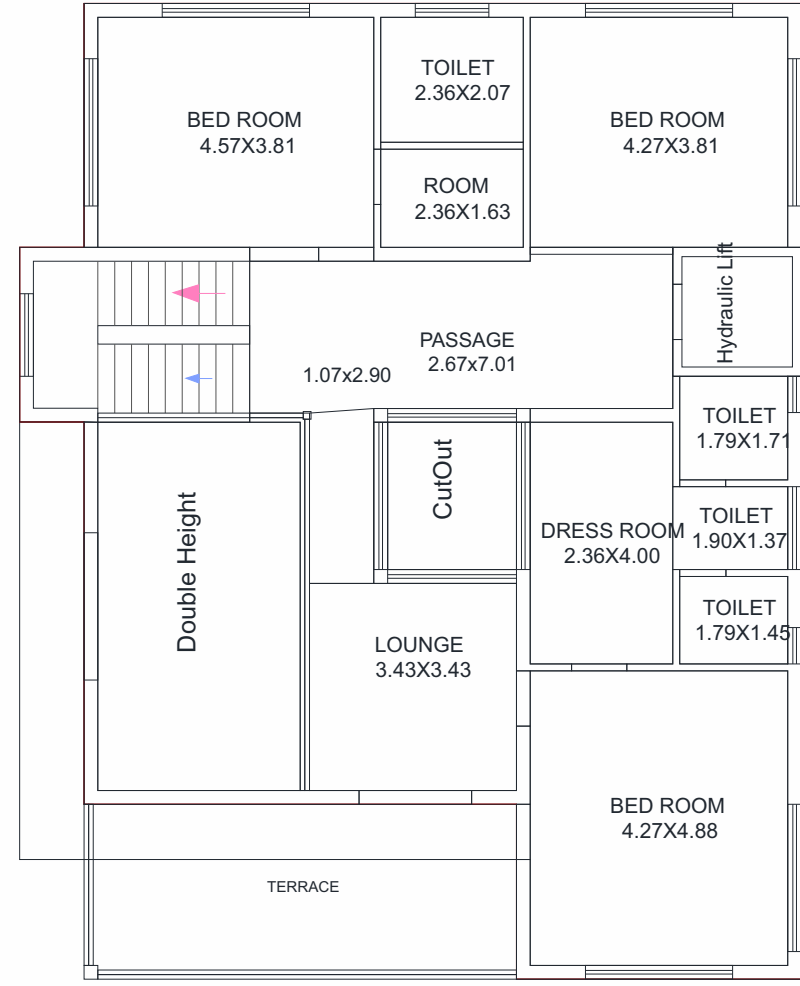 TOILET
2.36X2.07
BED ROOM
4.57X3.81
BED ROOM
4.27X3.81
ROOM
2.36X1.63
Hydraulic Lift
PASSAGE
2.67x7.01
1.07x2.90
TOILET
1.79X1.71
CutOut
Double Height
DRESS ROOM
2.36X4.00
TOILET
1.90X1.37
TOILET
1.79X1.45
LOUNGE
3.43X3.43
BED ROOM
4.27X4.88
TERRACE